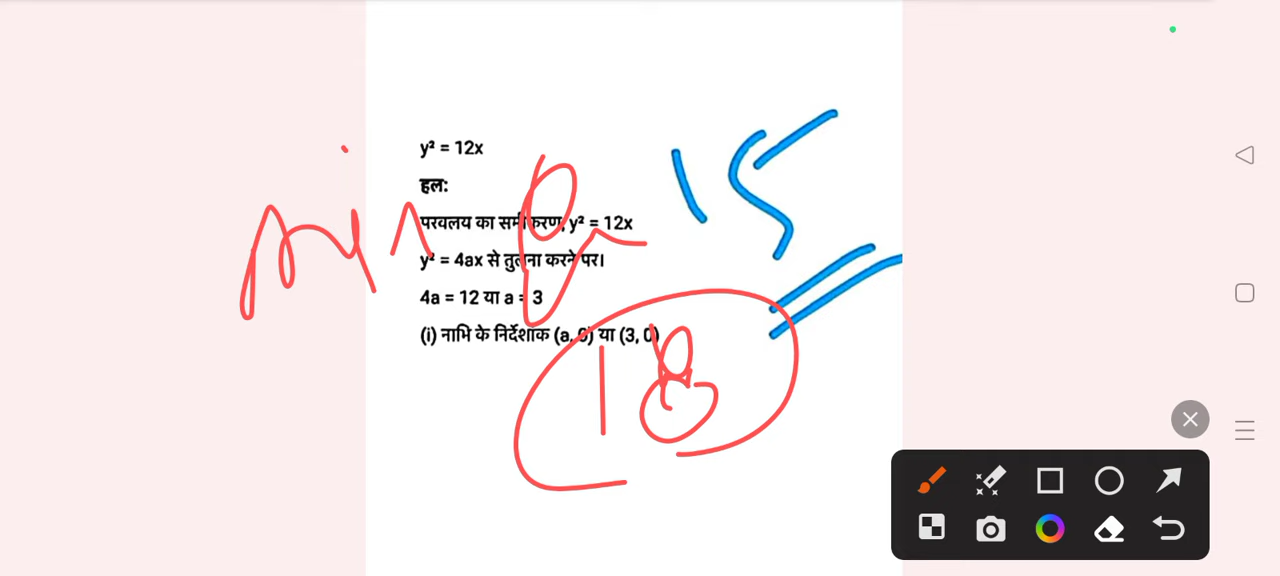 y² = 12x
हल:
परवलय का समीकरण, y² = 12x
y² = 4ax से तुलना करने पर।
4a = 12 या a = 3
(i) नाभि के निर्देशाक (a, 0) या (3, 0)
15
18